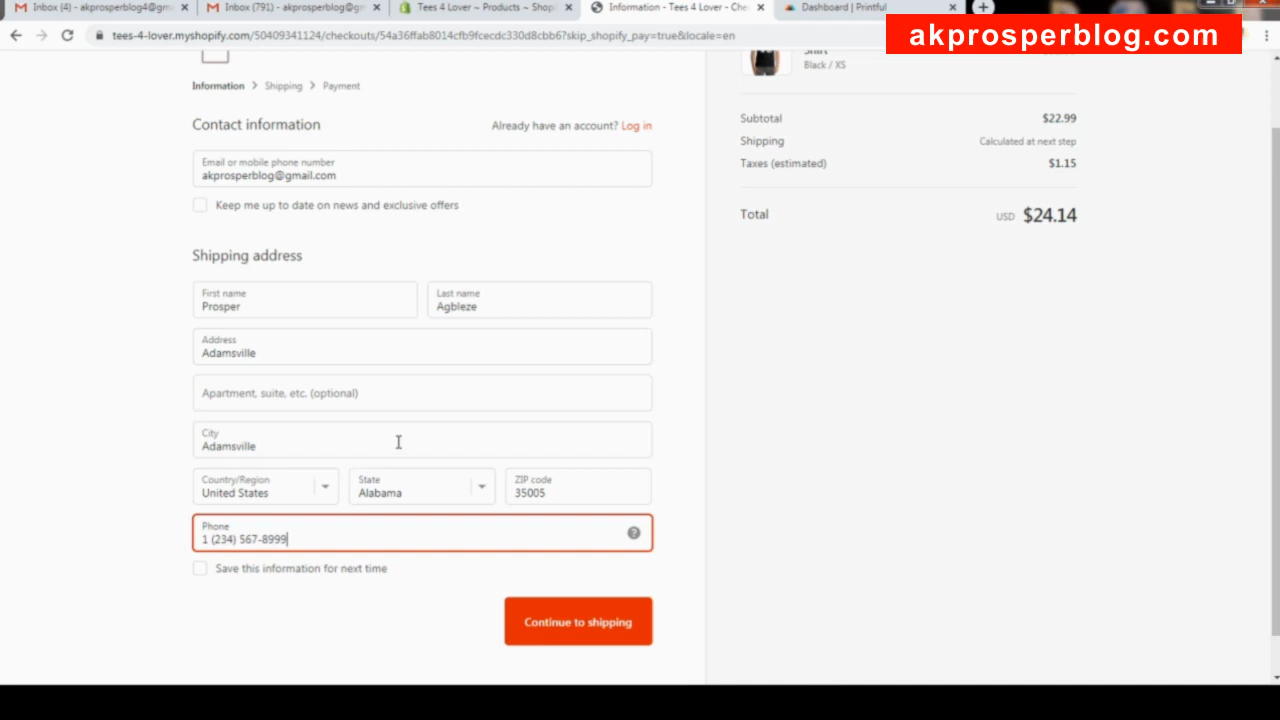 Inbox (4) - akprosperblog4@gm
Inbox (791) - akprosperblog@gm
Tees 4 Lover ~ Products ~ Shop
Information - Tees 4 Lover - Che
Dashboard | Printful
tees-4-lover.myshopify.com/50409341124/checkouts/54a36ffab8014cfb9fcecdc330d8cbb6?skip_shopify_pay=true&locale=en
akprosperblog.com
Information > Shipping > Payment
Contact information
Already have an account? Log in
Email or mobile phone number
akprosperblog@gmail.com
Keep me up to date on news and exclusive offers
Shipping address
First name
Prosper
Last name
Agbleze
Address
Adamsville
Apartment, suite, etc. (optional)
City
Adamsville
Country/Region
United States
State
Alabama
ZIP code
35005
Phone
1 (234) 567-8999
Save this information for next time
Continue to shipping
Shirt
Black / XS
Subtotal $22.99
Shipping Calculated at next step
Taxes (estimated) $1.15
Total USD $24.14